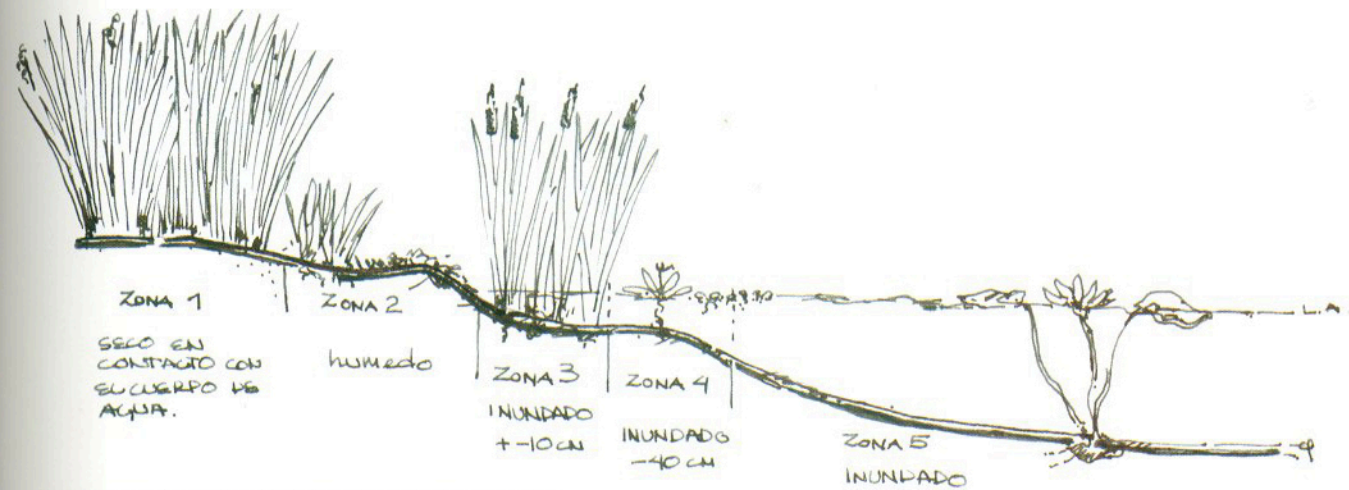 ZONA 1
SECO EN
CONTACTO CON
EL CUERPO DE
AGUA.
ZONA 2
humedo
ZONA 3
INUNDADO
+-10 CM
ZONA 4
INUNDADO
-40 CM
ZONA 5
INUNDADO
L.A.